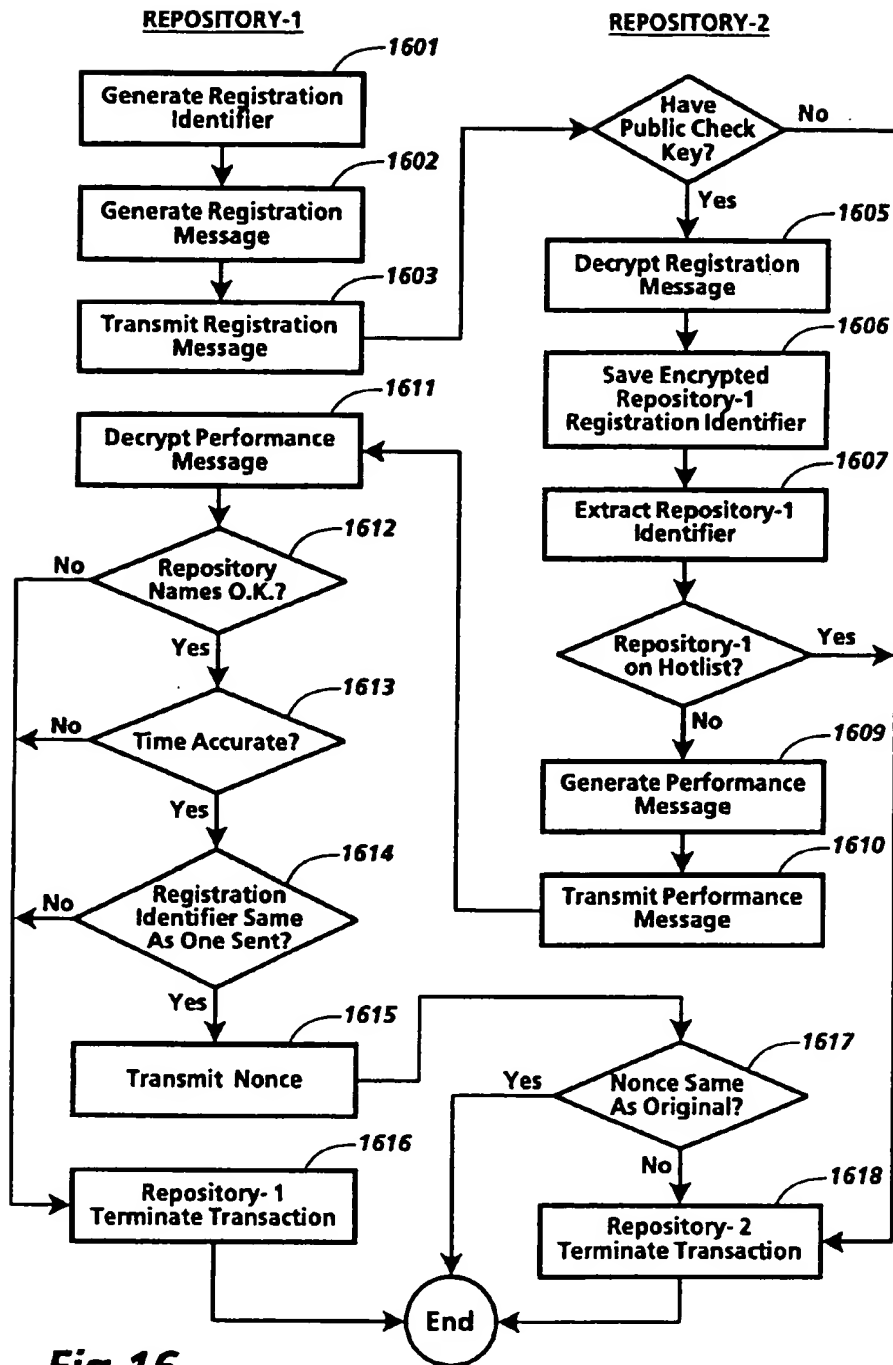 REPOSITORY-1
1601
Generate Registration
Identifier
1602
Generate Registration
Message
1603
Transmit Registration
Message
1611
Decrypt Performance
Message
1612
No
Repository
Names O.K.?
Yes
1613
No
Time Accurate?
Yes
1614
No
Registration
Identifier Same
As One Sent?
Yes
1615
Transmit Nonce
1616
Repository- 1
Terminate Transaction
REPOSITORY-2
Have
Public Check
Key?
No
Yes
1605
Decrypt Registration
Message
1606
Save Encrypted
Repository-1
Registration Identifier
1607
Extract Repository-1
Identifier
Repository-1
on Hotlist?
Yes
No
1609
Generate Performance
Message
1610
Transmit Performance
Message
1617
Yes
Nonce Same
As Original?
No
1618
Repository- 2
Terminate Transaction
End
Fig.16